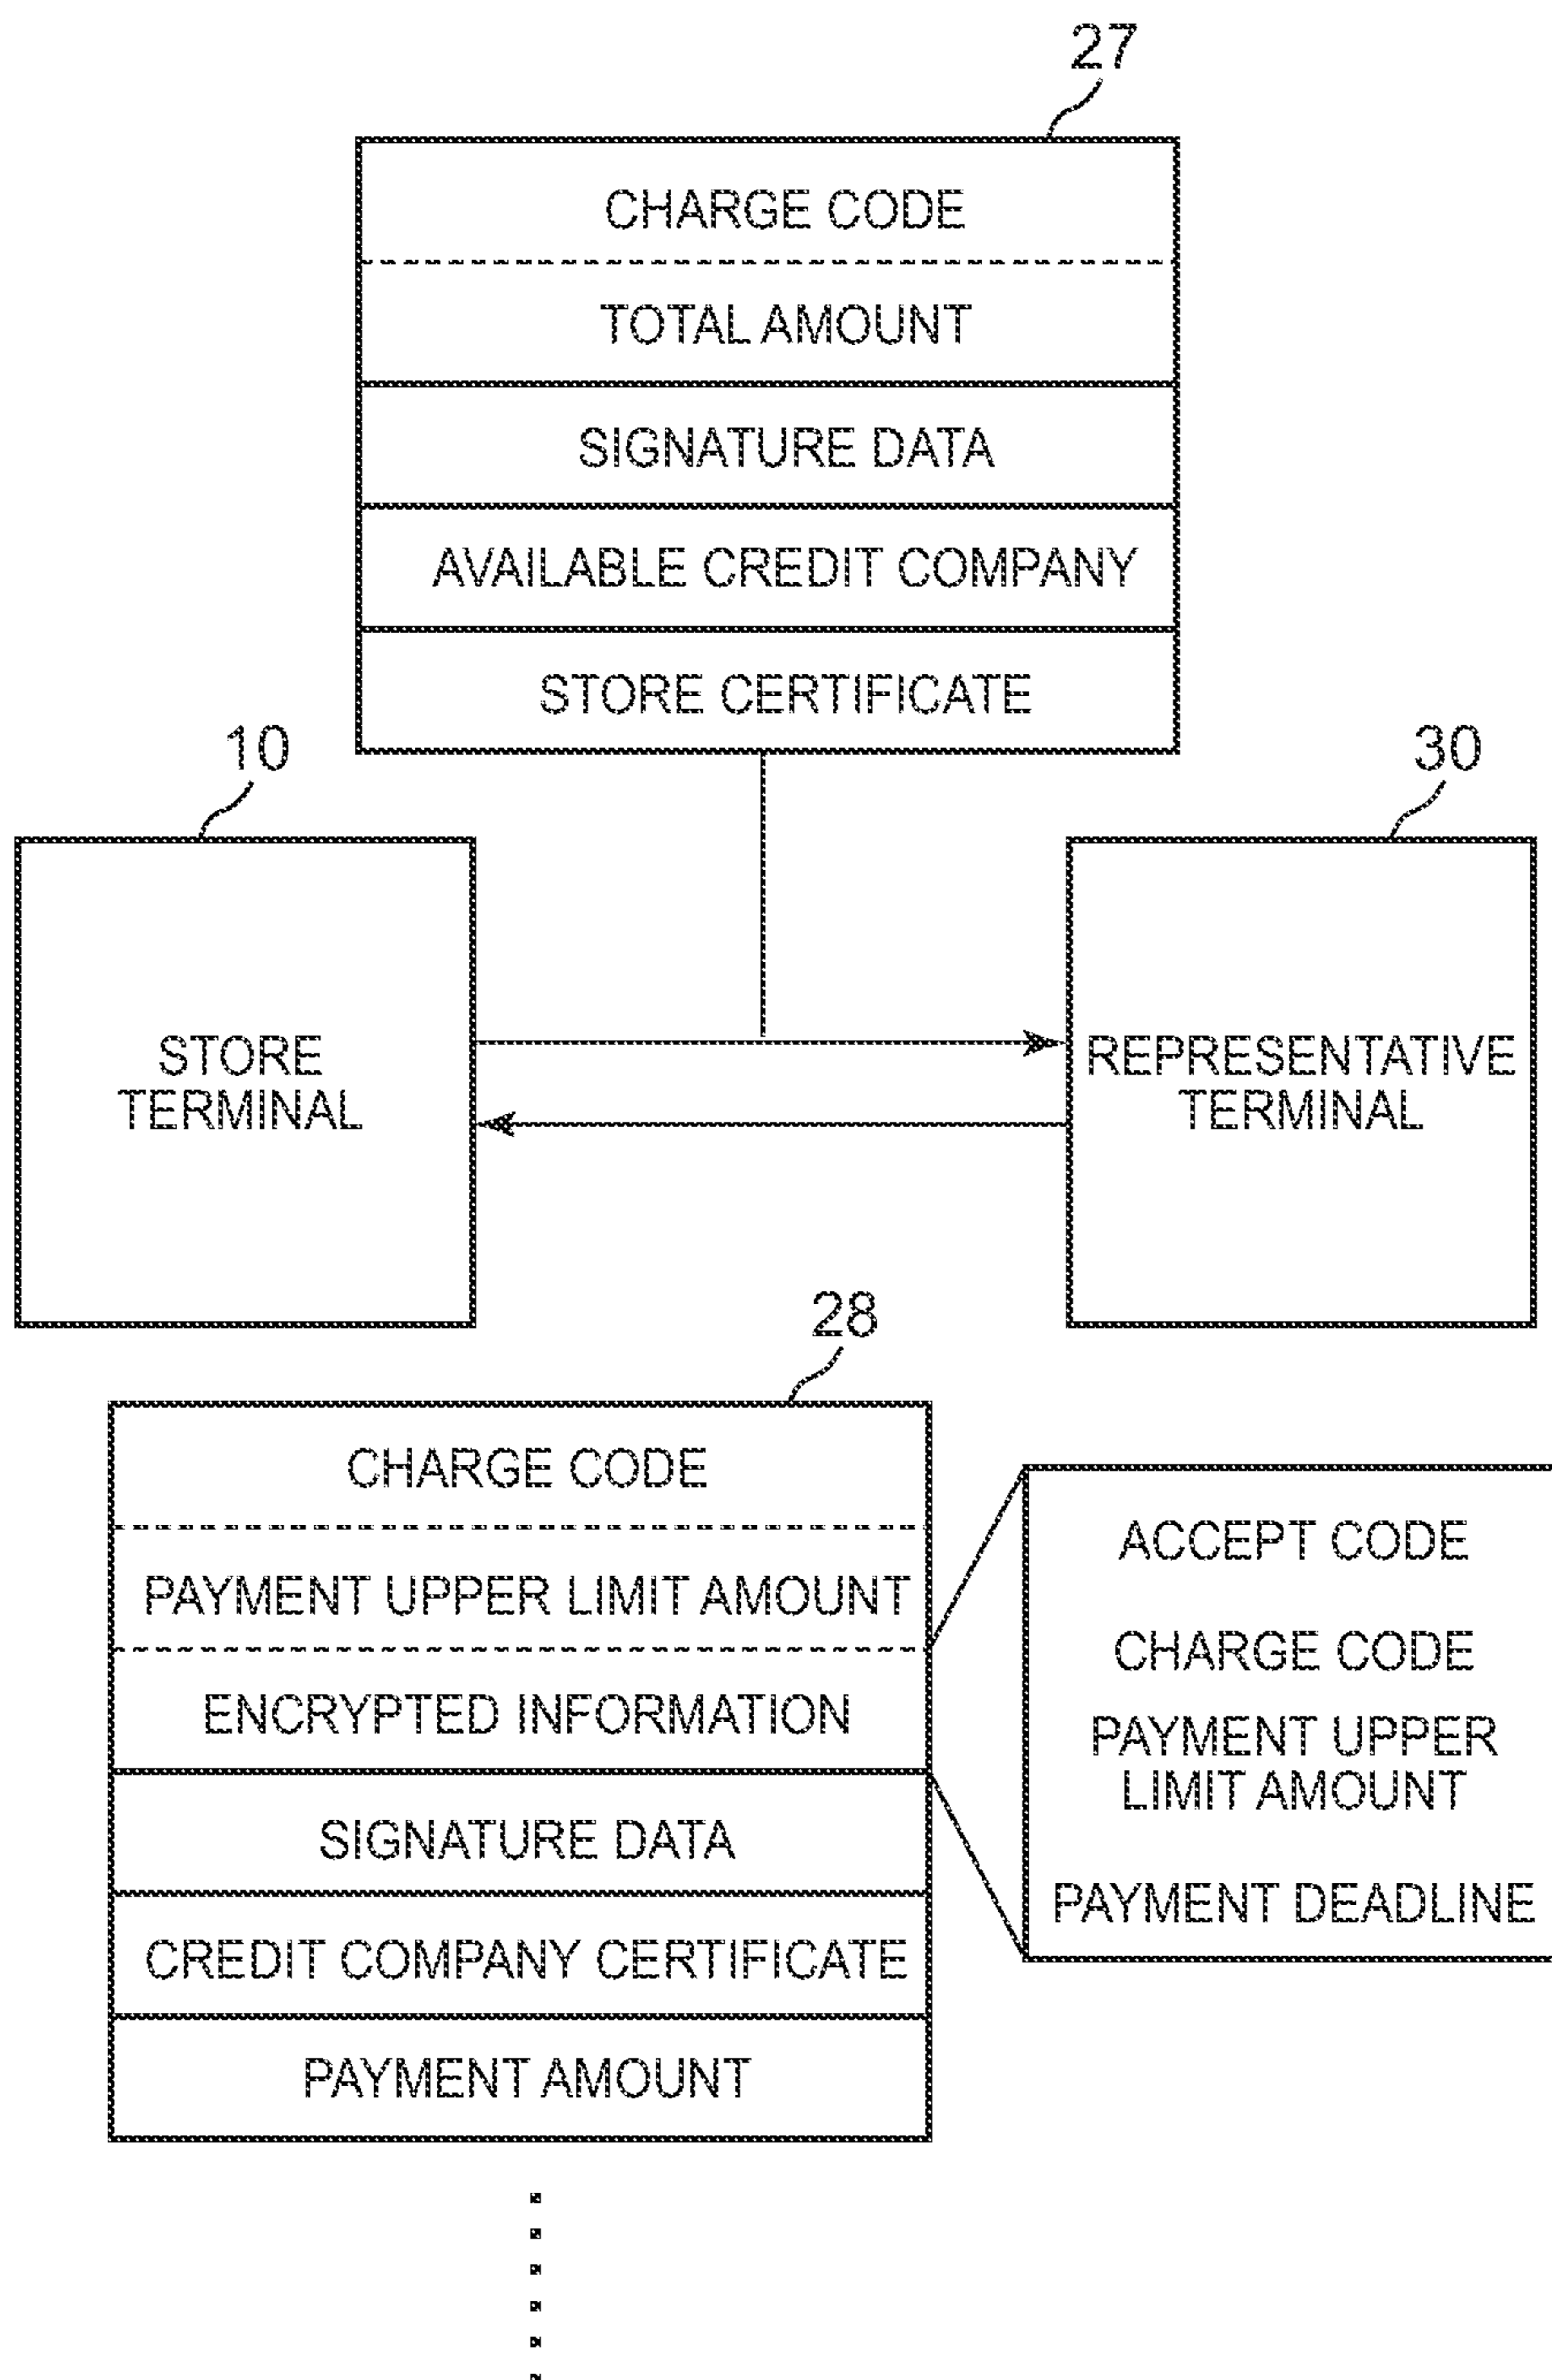 27
CHARGE CODE
TOTAL AMOUNT
SIGNATURE DATA
AVAILABLE CREDIT COMPANY
STORE CERTIFICATE
10
30
STORE
TERMINAL
REPRESENTATIVE
TERMINAL
28
CHARGE CODE
PAYMENT UPPER LIMIT AMOUNT
ENCRYPTED INFORMATION
SIGNATURE DATA
CREDIT COMPANY CERTIFICATE
PAYMENT AMOUNT
ACCEPT CODE
CHARGE CODE
PAYMENT UPPER
LIMIT AMOUNT
PAYMENT DEADLINE